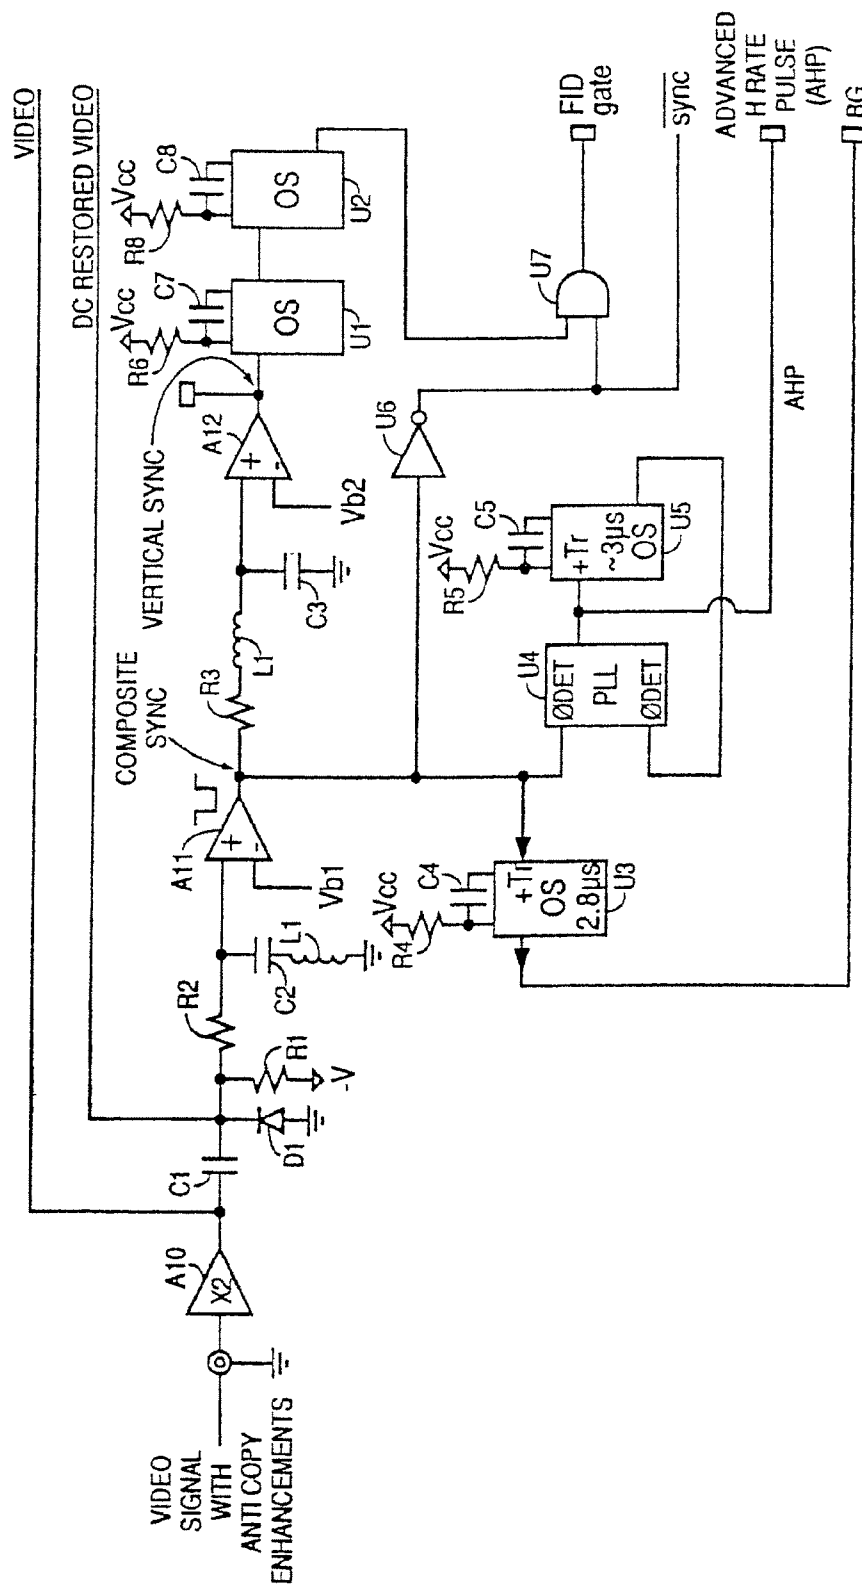 VIDEO
SIGNAL
WITH
ANTI COPY
ENHANCEMENTS
A10
X2
VIDEO
DC RESTORED VIDEO
C1
D1
R1
-V
R2
C2
L1
A11
+
-
Vb1
COMPOSITE
SYNC
R3
L1
C3
VERTICAL SYNC
A12
+
-
Vb2
R6
Vcc
C7
OS
U1
R8
Vcc
C8
OS
U2
R4
Vcc
C4
+Tr
OS
2.8µs
U3
U4
ØDET
PLL
ØDET
R5
Vcc
C5
+Tr
~3µs
OS
U5
U6
U7
FID
gate
sync
AHP
ADVANCED
H RATE
PULSE
(AHP)
BG